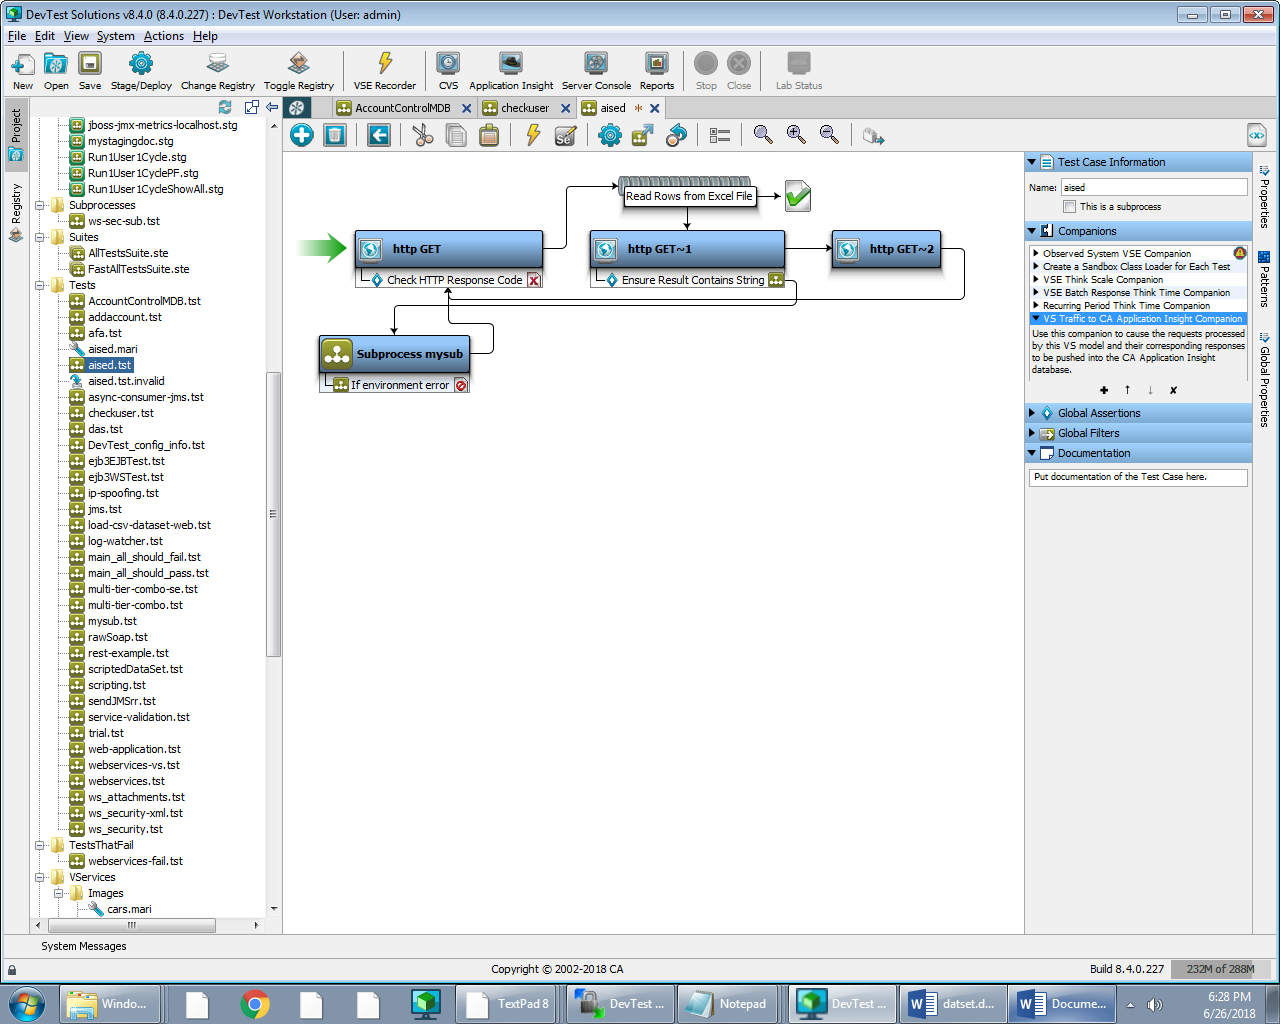 DevTest Solutions v8.4.0 (8.4.0.227) : DevTest Workstation (User: admin)
File Edit View System Actions Help
New Open Save Stage/Deploy Change Registry Toggle Registry VSE Recorder CVS Application Insight Server Console Reports Stop Close Lab Status
Project
Registry
AccountControlMDB checkuser aised
jboss-jmx-metrics-localhost.stg
mystagingdoc.stg
Run1User1Cycle.stg
Run1User1CyclePF.stg
Run1User1CycleShowAll.stg
Subprocesses
ws-sec-sub.tst
Suites
AllTestsSuite.ste
FastAllTestsSuite.ste
Tests
AccountControlMDB.tst
addaccount.tst
afa.tst
aised.mari
aised.tst
aised.tst.invalid
async-consumer-jms.tst
checkuser.tst
das.tst
DevTest_config_info.tst
ejb3EJBTest.tst
ejb3WSTest.tst
ip-spoofing.tst
jms.tst
load-csv-dataset-web.tst
log-watcher.tst
main_all_should_fail.tst
main_all_should_pass.tst
multi-tier-combo-se.tst
multi-tier-combo.tst
mysub.tst
rawSoap.tst
rest-example.tst
scriptedDataSet.tst
scripting.tst
sendJMSrr.tst
service-validation.tst
trial.tst
web-application.tst
webservices-vs.tst
webservices.tst
ws_attachments.tst
ws_security-xml.tst
ws_security.tst
TestsThatFail
webservices-fail.tst
VServices
Images
cars.mari
Se
Read Rows from Excel File
http GET
Check HTTP Response Code
http GET~1
Ensure Result Contains String
http GET~2
Subprocess mysub
If environment error
Test Case Information
Name: aised
This is a subprocess
Companions
Observed System VSE Companion
Create a Sandbox Class Loader for Each Test
VSE Think Scale Companion
VSE Batch Response Think Time Companion
Recurring Period Think Time Companion
VS Traffic to CA Application Insight Companion
Use this companion to cause the requests processed
by this VS model and their corresponding responses
to be pushed into the CA Application Insight
database.
Global Assertions
Global Filters
Documentation
Put documentation of the Test Case here.
Properties
Patterns
Global Properties
System Messages
Copyright © 2002-2018 CA
Build 8.4.0.227 232M of 288M
Windo... TextPad 8 DevTest ... Notepad DevTest ... datset.d... Docume...
6:28 PM
6/26/2018